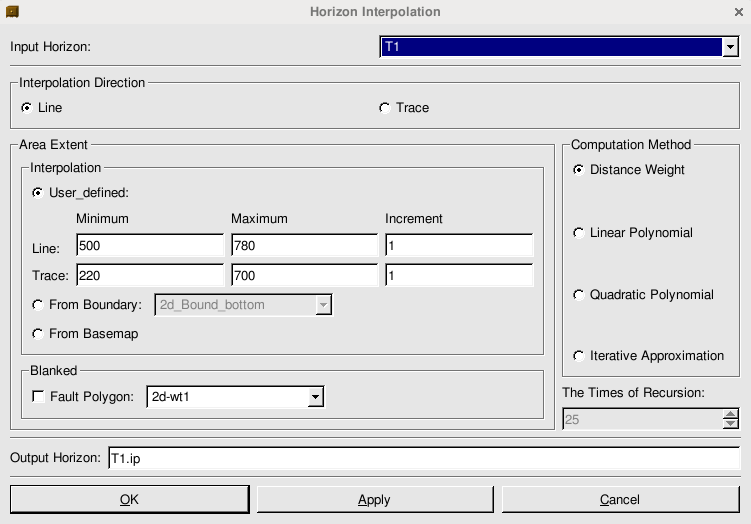 Horizon Interpolation
Input Horizon: T1
Interpolation Direction
Line Trace
Area Extent
Interpolation
User_defined:
Minimum Maximum Increment
Line: 500 780 1
Trace: 220 700 1
From Boundary: 2d_Bound_bottom
From Basemap
Blanked
Fault Polygon: 2d-wt1
Computation Method
Distance Weight
Linear Polynomial
Quadratic Polynomial
Iterative Approximation
The Times of Recursion:
25
Output Horizon: T1.ip
OK Apply Cancel